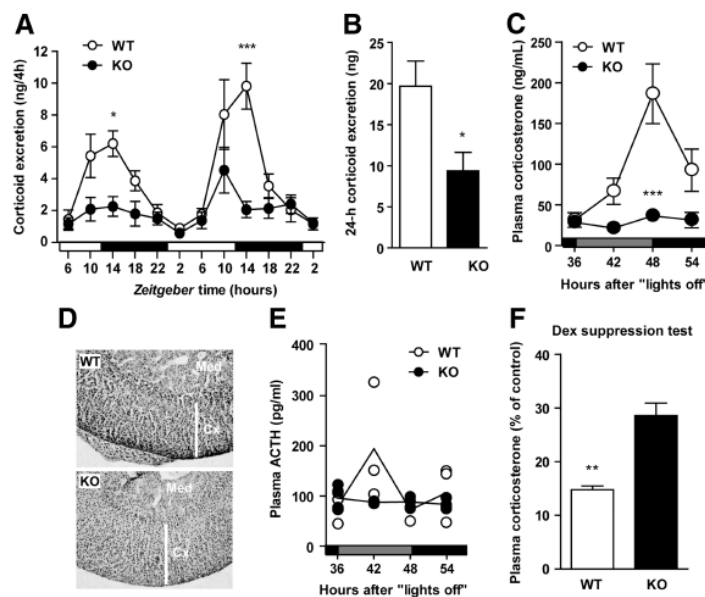 A
WT
KO
Corticoid excretion (ng/4h)
12
10
8
6
4
2
0
*
***
6 10 14 18 22 2 6 10 14 18 22 2
Zeitgeber time (hours)
B
24-h corticoid excretion (ng)
25
20
15
10
5
0
*
WT KO
C
WT
KO
Plasma corticosterone (ng/mL)
250
200
150
100
50
0
***
36 42 48 54
Hours after "lights off"
D
WT
Med
Cx
KO
Med
Cx
E
WT
KO
Plasma ACTH (pg/ml)
400
300
200
100
0
36 42 48 54
Hours after "lights off"
F
Dex suppression test
Plasma corticosterone (% of control)
40
30
20
10
0
**
WT KO